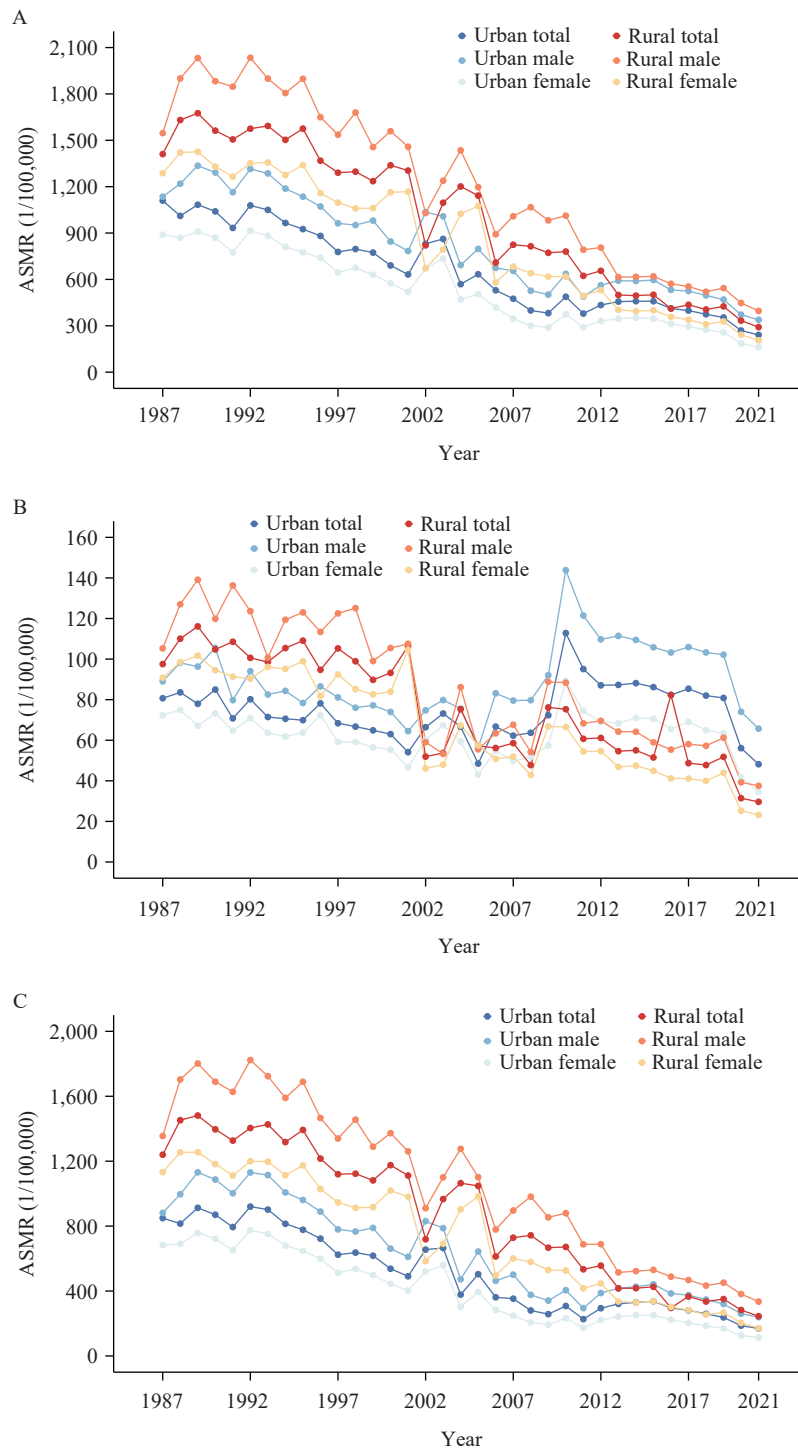 A
Urban total Rural total
Urban male Rural male
Urban female Rural female
2,100
1,800
1,500
1,200
900
600
300
0
ASMR (1/100,000)
1987 1992 1997 2002 2007 2012 2017 2021
Year
B
Urban total Rural total
Urban male Rural male
Urban female Rural female
160
140
120
100
80
60
40
20
0
ASMR (1/100,000)
1987 1992 1997 2002 2007 2012 2017 2021
Year
C
Urban total Rural total
Urban male Rural male
Urban female Rural female
2,000
1,600
1,200
800
400
0
ASMR (1/100,000)
1987 1992 1997 2002 2007 2012 2017 2021
Year